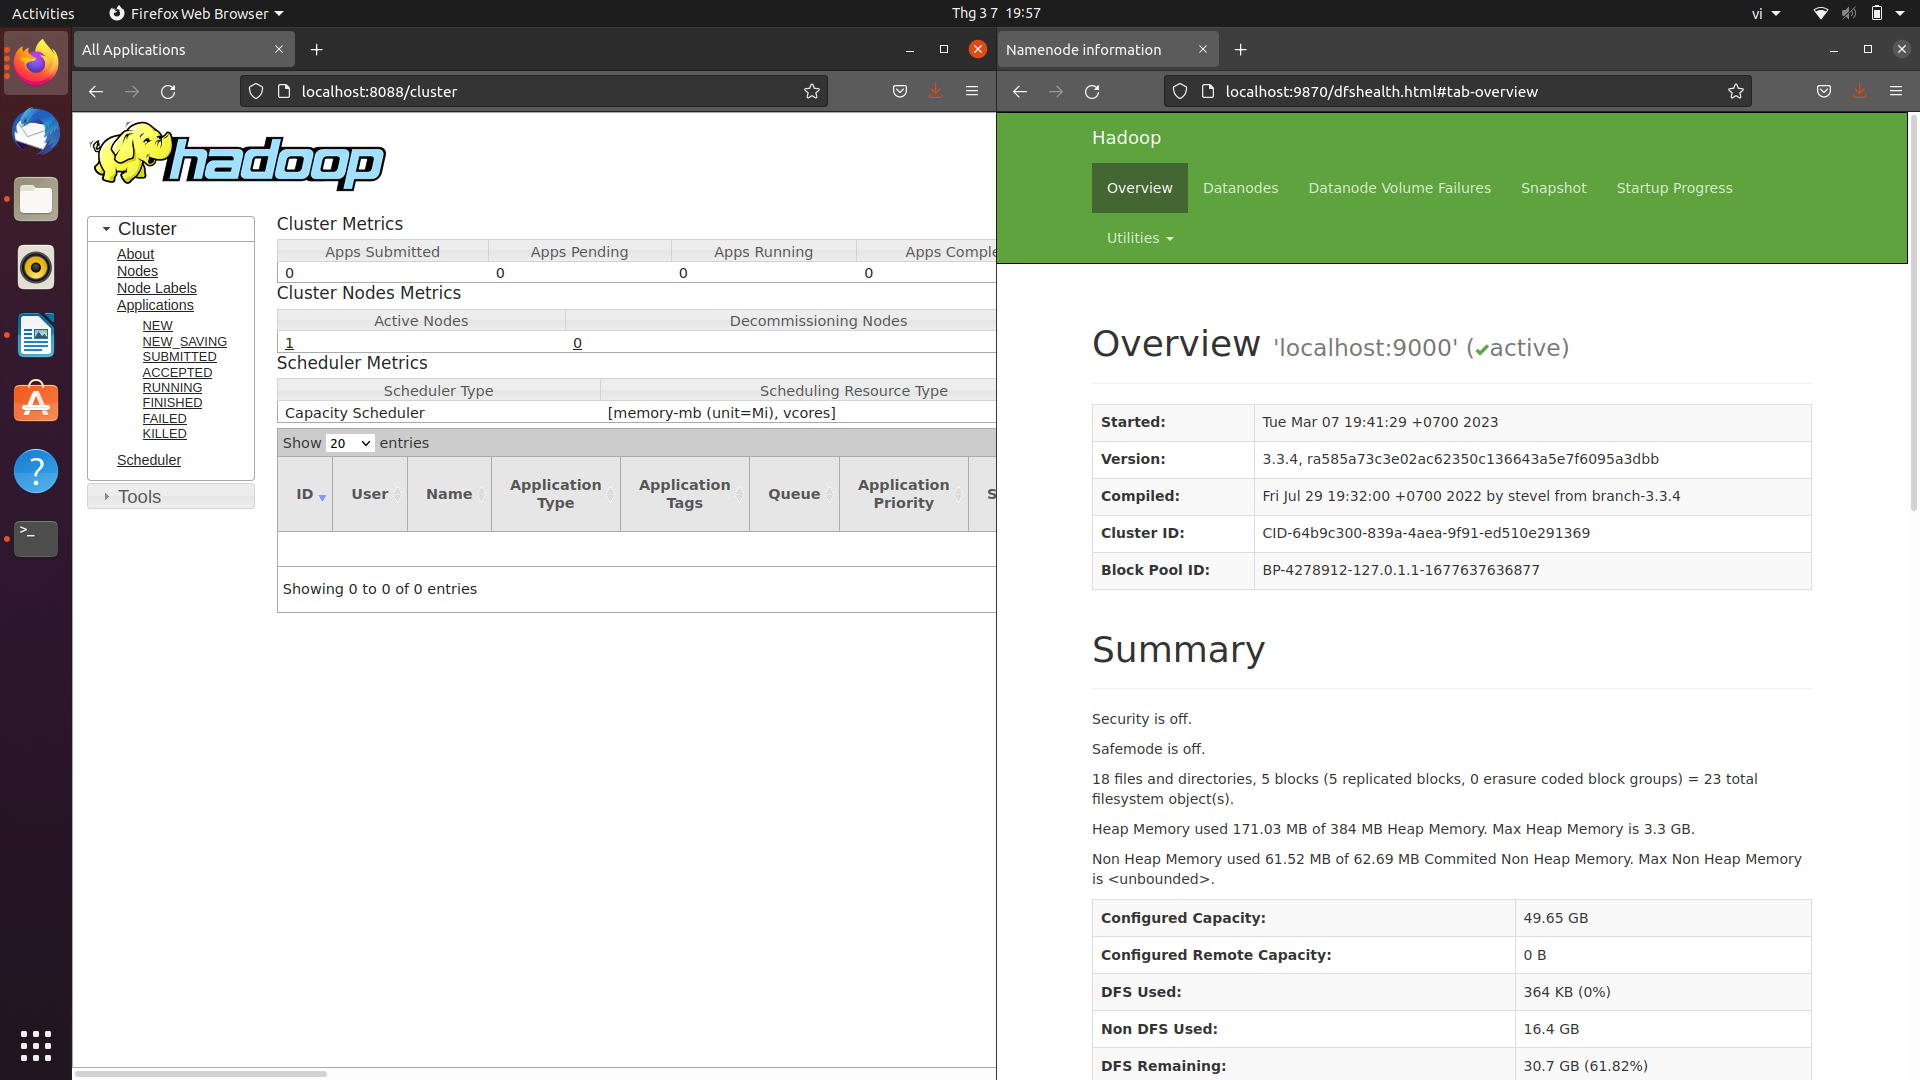 Activities
Firefox Web Browser
Thg 3 7 19:57
vi
All Applications
localhost:8088/cluster
hadoop
Cluster
About
Nodes
Node Labels
Applications
NEW
NEW_SAVING
SUBMITTED
ACCEPTED
RUNNING
FINISHED
FAILED
KILLED
Scheduler
Tools
Cluster Metrics
Apps Submitted Apps Pending Apps Running Apps Comple
0 0 0 0
Cluster Nodes Metrics
Active Nodes Decommissioning Nodes
1 0
Scheduler Metrics
Scheduler Type Scheduling Resource Type
Capacity Scheduler [memory-mb (unit=Mi), vcores]
Show 20 entries
ID User Name Application Type Application Tags Queue Application Priority S
Showing 0 to 0 of 0 entries
Namenode information
localhost:9870/dfshealth.html#tab-overview
Hadoop
Overview Datanodes Datanode Volume Failures Snapshot Startup Progress
Utilities
Overview 'localhost:9000' (active)
Started: Tue Mar 07 19:41:29 +0700 2023
Version: 3.3.4, ra585a73c3e02ac62350c136643a5e7f6095a3dbb
Compiled: Fri Jul 29 19:32:00 +0700 2022 by stevel from branch-3.3.4
Cluster ID: CID-64b9c300-839a-4aea-9f91-ed510e291369
Block Pool ID: BP-4278912-127.0.1.1-1677637636877
Summary
Security is off.
Safemode is off.
18 files and directories, 5 blocks (5 replicated blocks, 0 erasure coded block groups) = 23 total
filesystem object(s).
Heap Memory used 171.03 MB of 384 MB Heap Memory. Max Heap Memory is 3.3 GB.
Non Heap Memory used 61.52 MB of 62.69 MB Commited Non Heap Memory. Max Non Heap Memory
is <unbounded>.
Configured Capacity: 49.65 GB
Configured Remote Capacity: 0 B
DFS Used: 364 KB (0%)
Non DFS Used: 16.4 GB
DFS Remaining: 30.7 GB (61.82%)